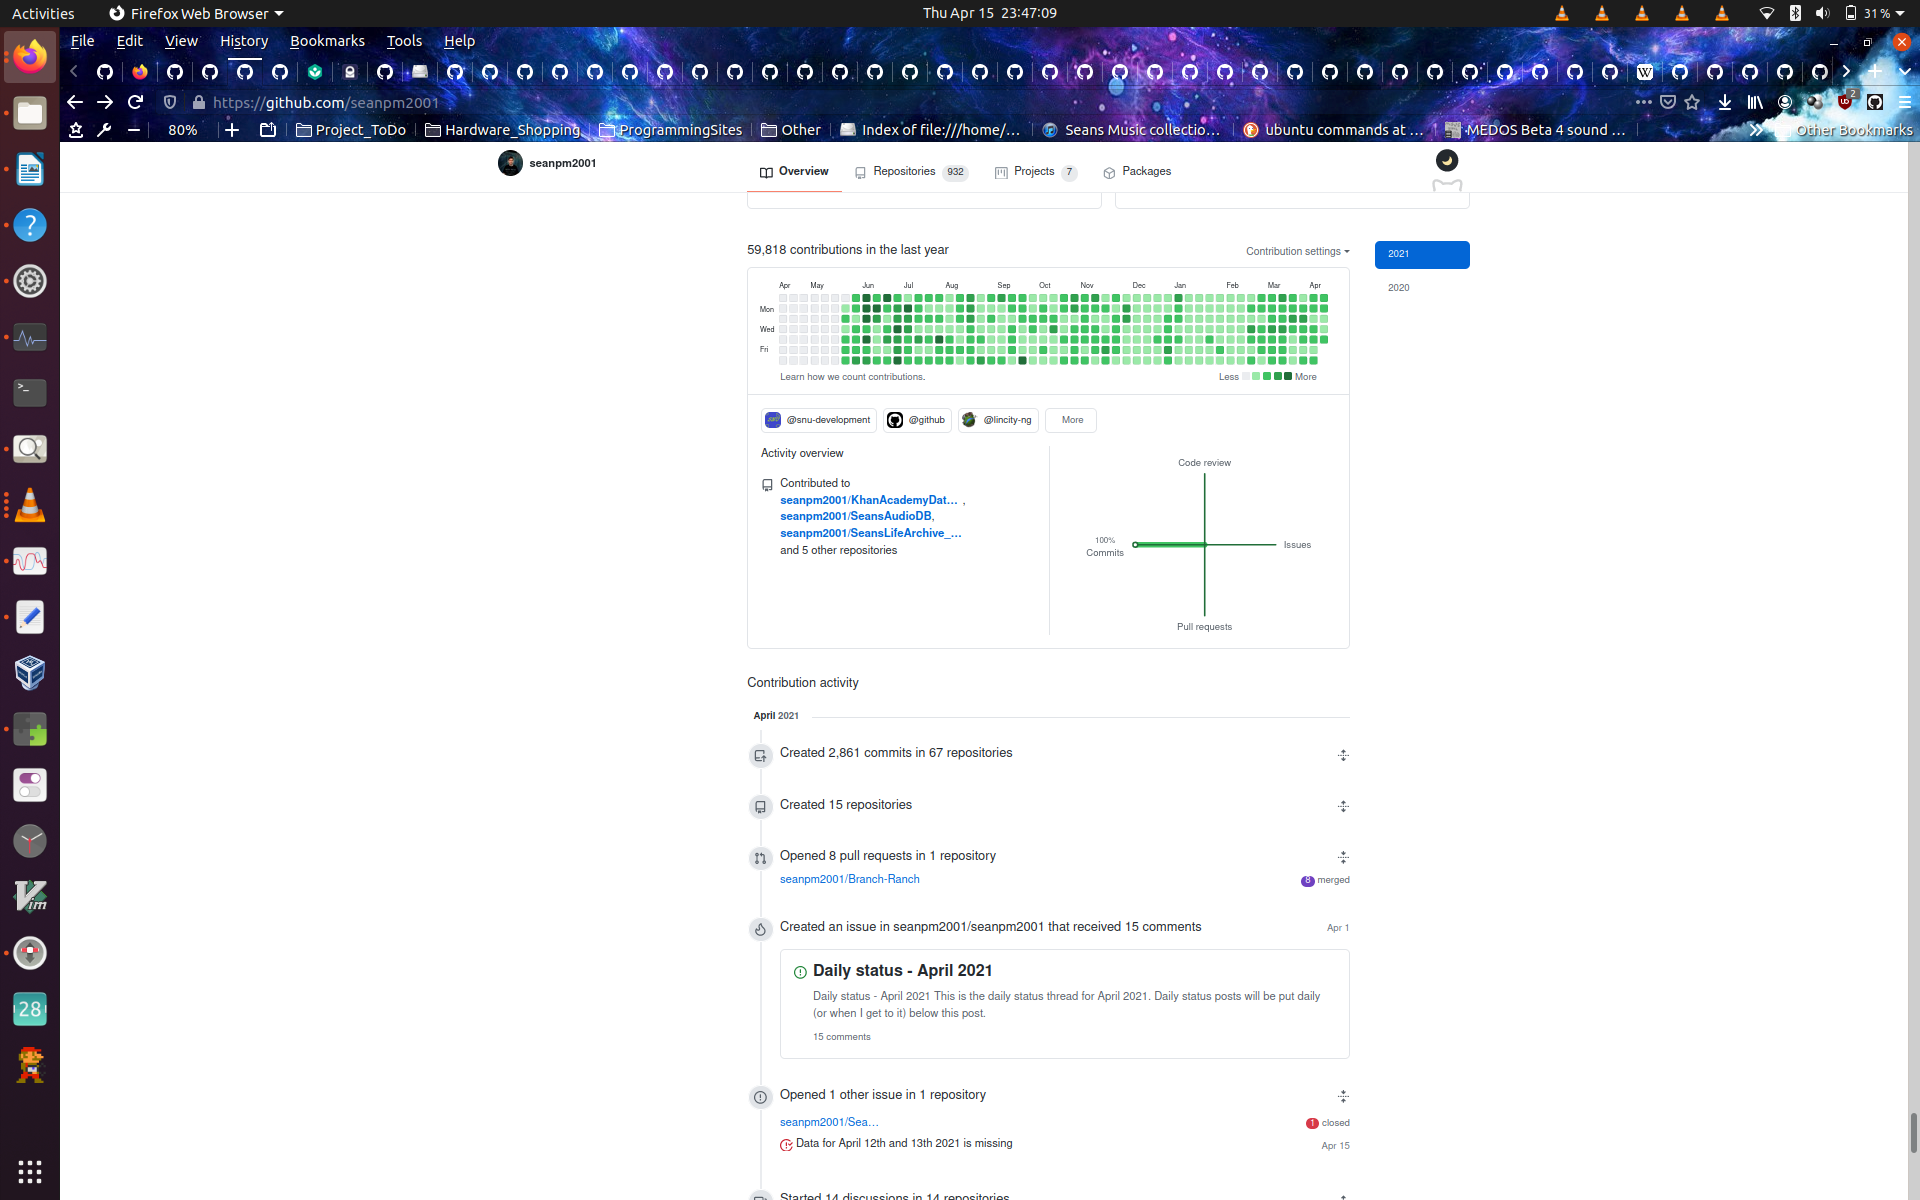 Activities
Firefox Web Browser
Thu Apr 15 23:47:09
31 %
File Edit View History Bookmarks Tools Help
https://github.com/seanpm2001
2
80%
Project_ToDo
Hardware_Shopping
ProgrammingSites
Other
Index of file:///home/...
Seans Music collectio...
ubuntu commands at ...
MEDOS Beta 4 sound ...
Other Bookmarks
seanpm2001
Overview
Repositories 932
Projects 7
Packages
59,818 contributions in the last year
Contribution settings
2021
2020
Apr May Jun Jul Aug Sep Oct Nov Dec Jan Feb Mar Apr
Mon
Wed
Fri
Learn how we count contributions.
Less More
@snu-development
@github
@lincity-ng
More
Activity overview
Contributed to
seanpm2001/KhanAcademyDat... ,
seanpm2001/SeansAudioDB,
seanpm2001/SeansLifeArchive_...
and 5 other repositories
Code review
100%
Commits
Issues
Pull requests
Contribution activity
April 2021
Created 2,861 commits in 67 repositories
Created 15 repositories
Opened 8 pull requests in 1 repository
seanpm2001/Branch-Ranch
8 merged
Created an issue in seanpm2001/seanpm2001 that received 15 comments
Apr 1
Daily status - April 2021
Daily status - April 2021 This is the daily status thread for April 2021. Daily status posts will be put daily
(or when I get to it) below this post.
15 comments
Opened 1 other issue in 1 repository
seanpm2001/Sea...
1 closed
Data for April 12th and 13th 2021 is missing
Apr 15
Started 14 discussions in 14 repositories
28